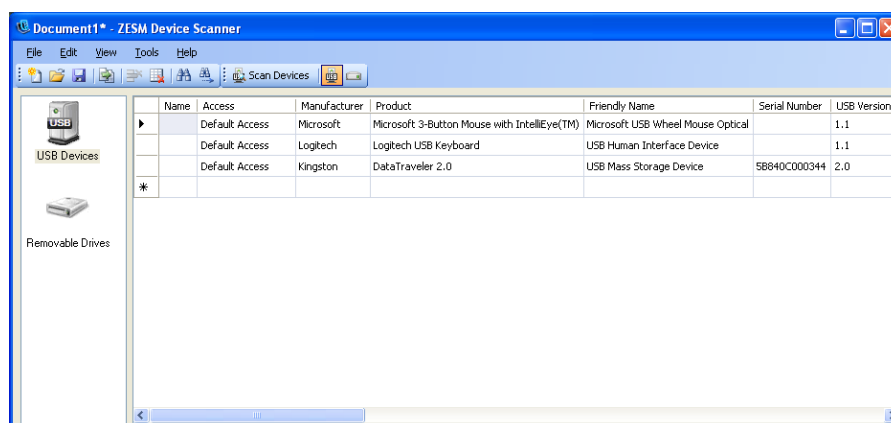 Document1* - ZESM Device Scanner
File Edit View Tools Help
Scan Devices
USB
USB Devices
Removable Drives
Name Access Manufacturer Product Friendly Name Serial Number USB Version
Default Access Microsoft Microsoft 3-Button Mouse with IntelliEye(TM) Microsoft USB Wheel Mouse Optical 1.1
Default Access Logitech Logitech USB Keyboard USB Human Interface Device 1.1
Default Access Kingston DataTraveler 2.0 USB Mass Storage Device 5B840C000344 2.0